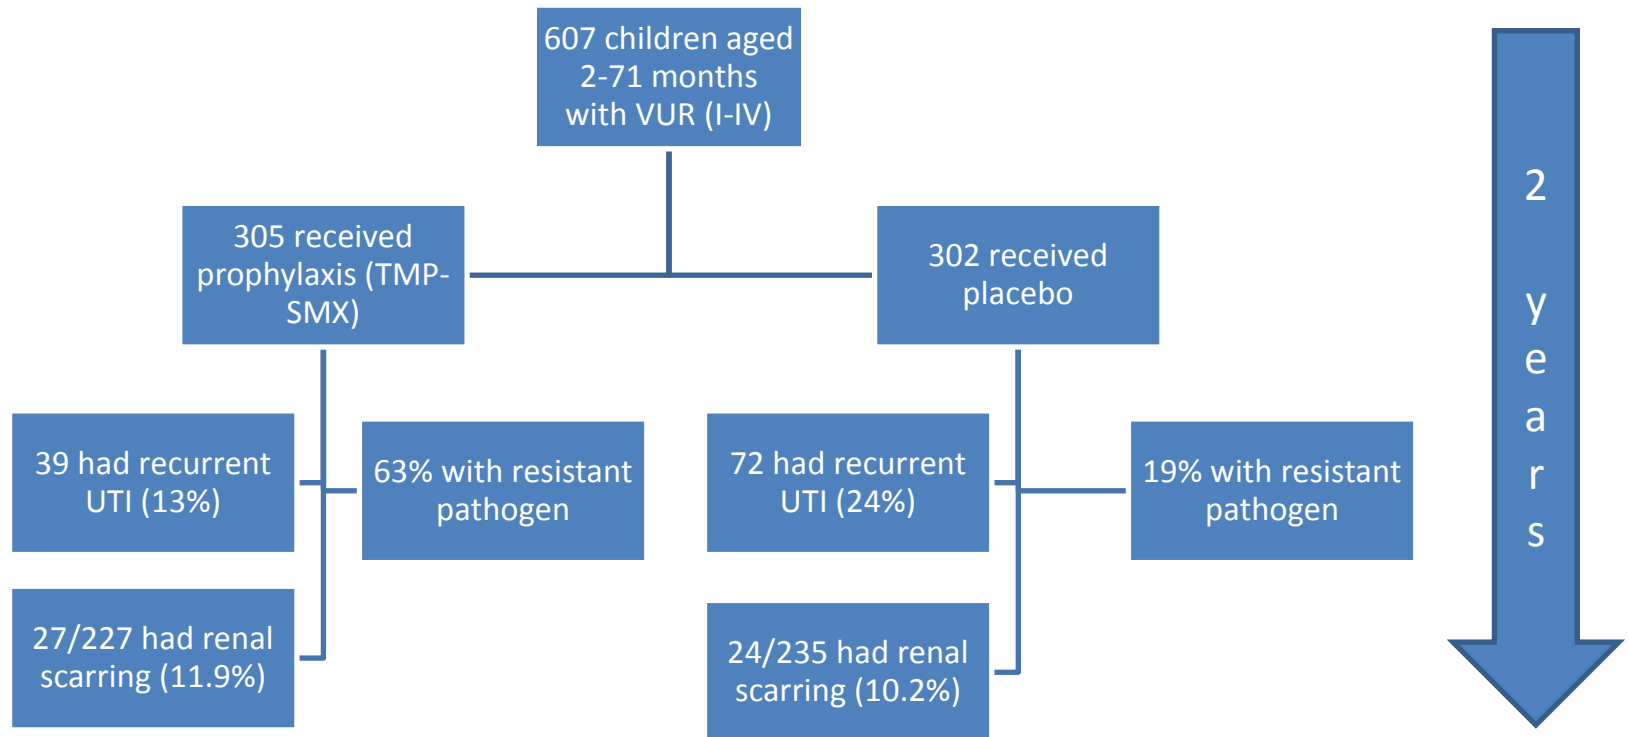 607 children aged
2-71 months
with VUR (I-IV)
305 received
prophylaxis (TMP-
SMX)
302 received
placebo
39 had recurrent
UTI (13%)
63% with resistant
pathogen
72 had recurrent
UTI (24%)
19% with resistant
pathogen
27/227 had renal
scarring (11.9%)
24/235 had renal
scarring (10.2%)
2
y
e
a
r
s